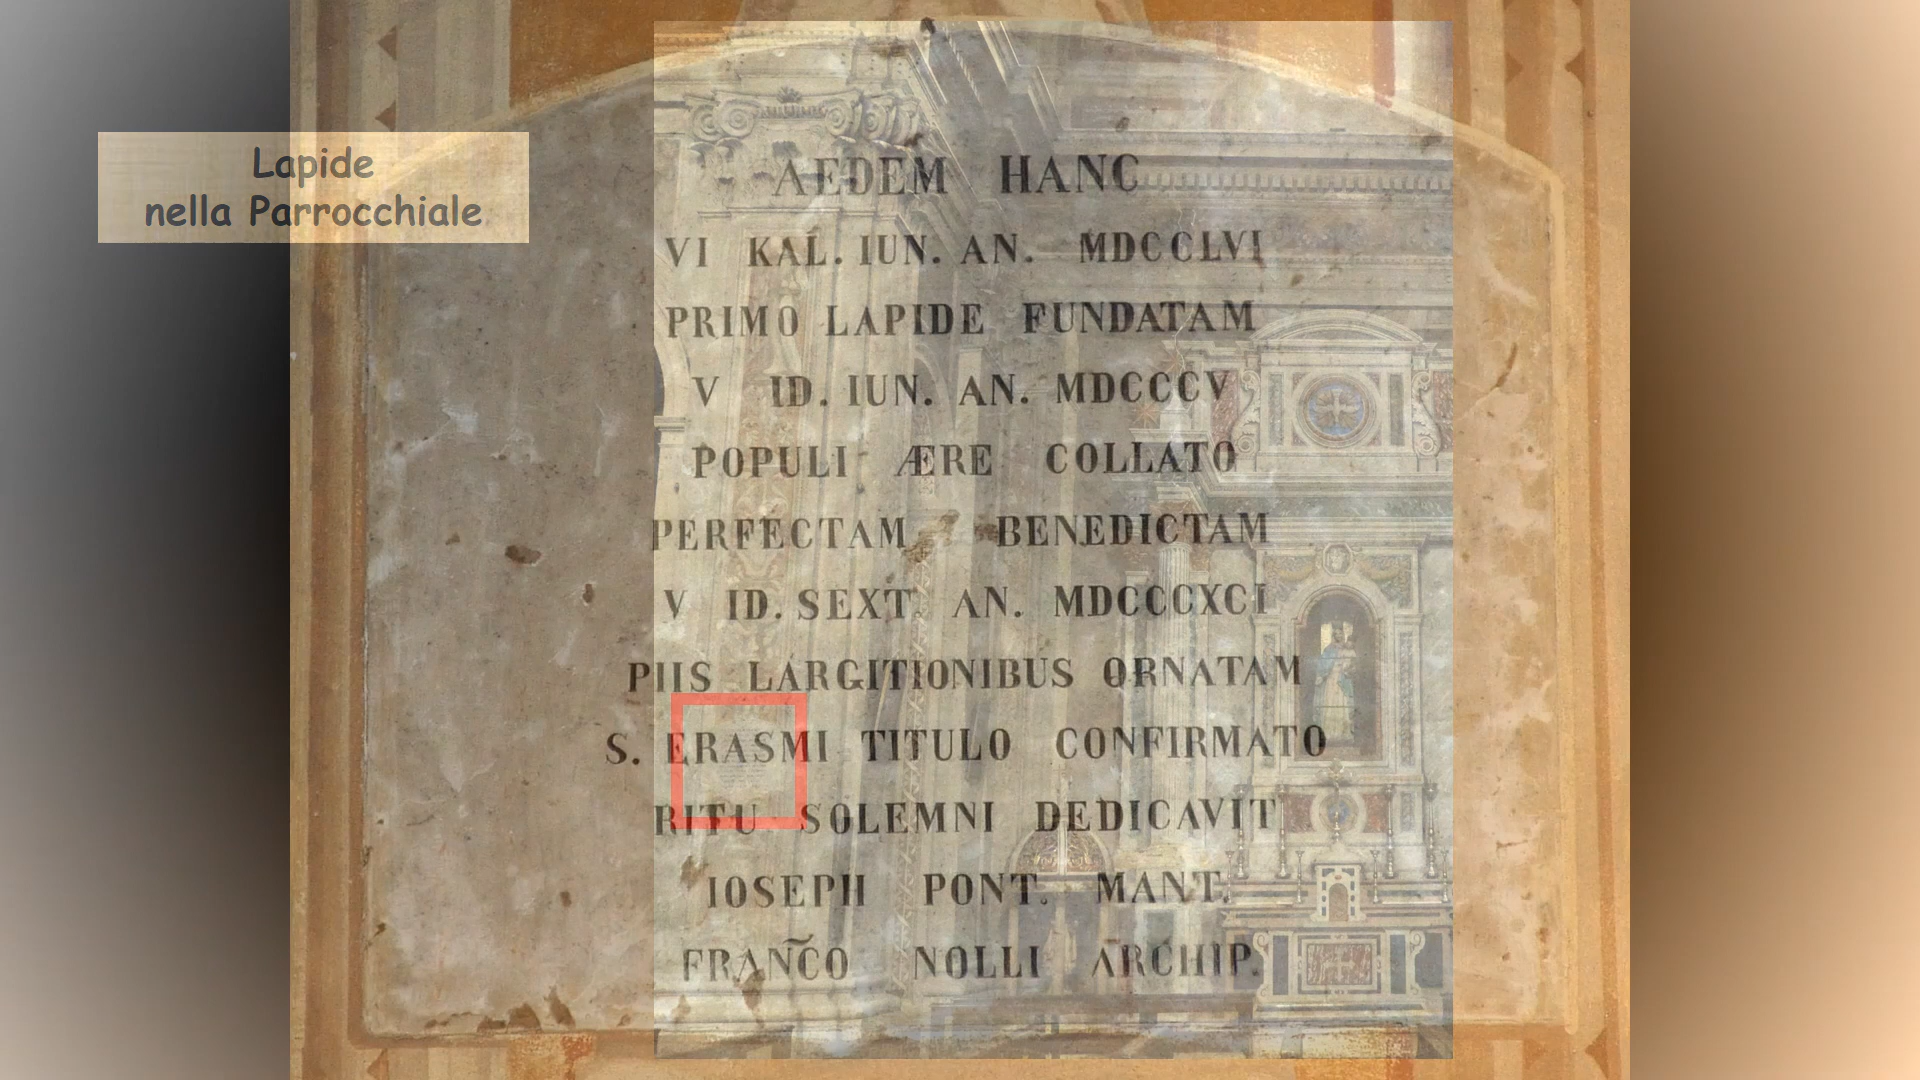 Lapide
nella Parrocchiale
AEDEM HANC
VI KAL. IUN. AN. MDCCLVI
PRIMO LAPIDE FUNDATAM
V ID. IUN. AN. MDCCCV
POPULI ÆRE COLLATO
PERFECTAM BENEDICTAM
V ID. SEXT. AN. MDCCCXCI
PIIS LARGITIONIBUS ORNATAM
S. ERASMI TITULO CONFIRMATO
RITU SOLEMNI DEDICAVIT
IOSEPH PONT. MANT.
FRANC̃O NOLLI ARCHIP.